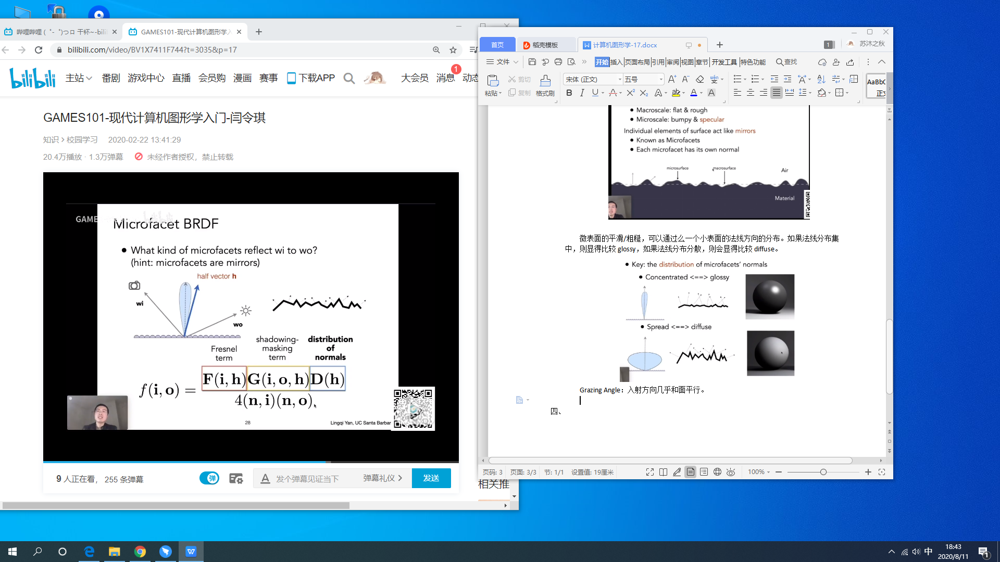 哔哩哔哩 (゜-゜)つロ 干杯~-bili
GAMES101-现代计算机图形学入
bilibili.com/video/BV1X7411F744?t=3035&p=17
bilibili
主站
番剧
游戏中心
直播
会员购
漫画
赛事
下载APP
大会员
消息
1
动态
GAMES101-现代计算机图形学入门-闫令琪
知识 > 校园学习 2020-02-22 13:41:29
20.4万播放 · 1.3万弹幕 未经作者授权，禁止转载
GAME
Microfacet BRDF
• What kind of microfacets reflect wi to wo?
(hint: microfacets are mirrors)
half vector h
wi
wo
Fresnel
term
shadowing-
masking
term
distribution
of
normals
f(i, o) = F(i, h)G(i, o, h)D(h)
4(n, i)(n, o)
28
Lingqi Yan, UC Santa Barbar
9 人正在看， 255 条弹幕
弹
发个弹幕见证当下
弹幕礼仪 >
发送
相关推
首页
稻壳模板
计算机图形学-17.docx
1
苏沐之秋
文件
开始 插入 页面布局 引用 审阅 视图 章节 开发工具 特色功能
查找
粘贴
剪切
复制
格式刷
宋体 (正文)
五号
AaBbC
正文
• Macroscale: flat & rough
• Microscale: bumpy & specular
Individual elements of surface act like mirrors
• Known as Microfacets
• Each microfacet has its own normal
microsurface
macrosurface
Air
Material
微表面的平滑/粗糙，可以通过么一个小表面的法线方向的分布。如果法线分布集
中，则显得比较 glossy，如果法线分布分散，则会显得比较 diffuse。
• Key: the distribution of microfacets' normals
• Concentrated <==> glossy
• Spread <==> diffuse
Grazing Angle：入射方向几乎和面平行。
四、
页码: 3 页面: 3/3 节: 1/1 设置值: 19厘米
100%
中
18:43
2020/8/11
1